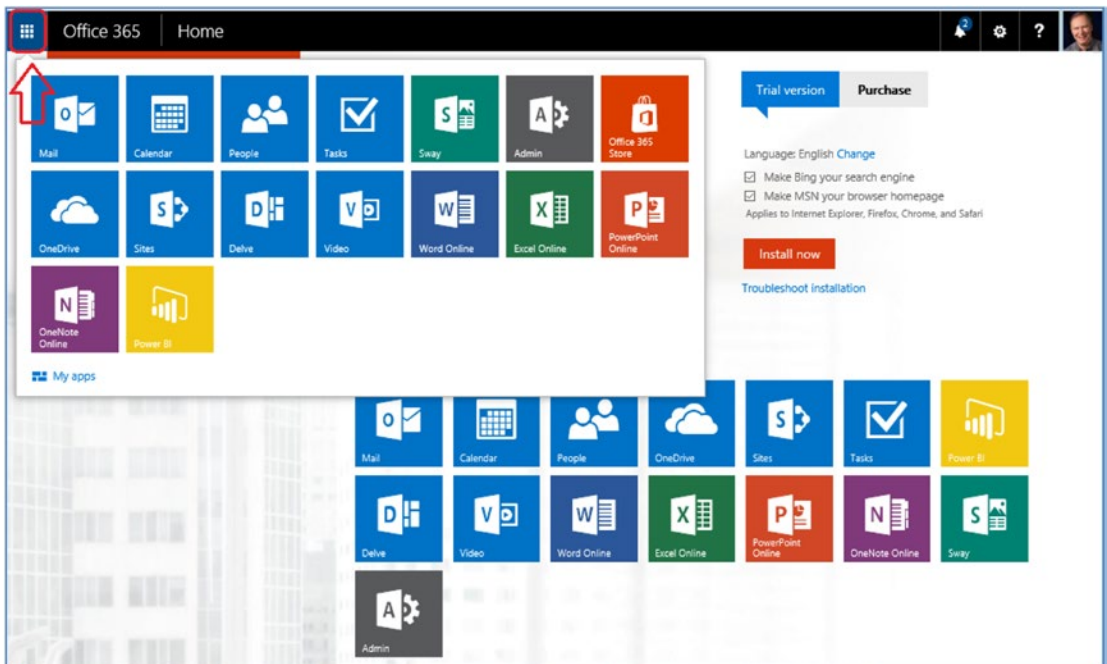 Office 365 Home
2
?
Mail
Calendar
People
Tasks
Sway
Admin
Office 365
Store
OneDrive
Sites
Delve
Video
Word Online
Excel Online
PowerPoint
Online
OneNote
Online
Power BI
My apps
Trial version Purchase
Language: English Change
Make Bing your search engine
Make MSN your browser homepage
Applies to Internet Explorer, Firefox, Chrome, and Safari
Install now
Troubleshoot installation
Mail
Calendar
People
OneDrive
Sites
Tasks
Power BI
Delve
Video
Word Online
Excel Online
PowerPoint
Online
OneNote Online
Sway
Admin